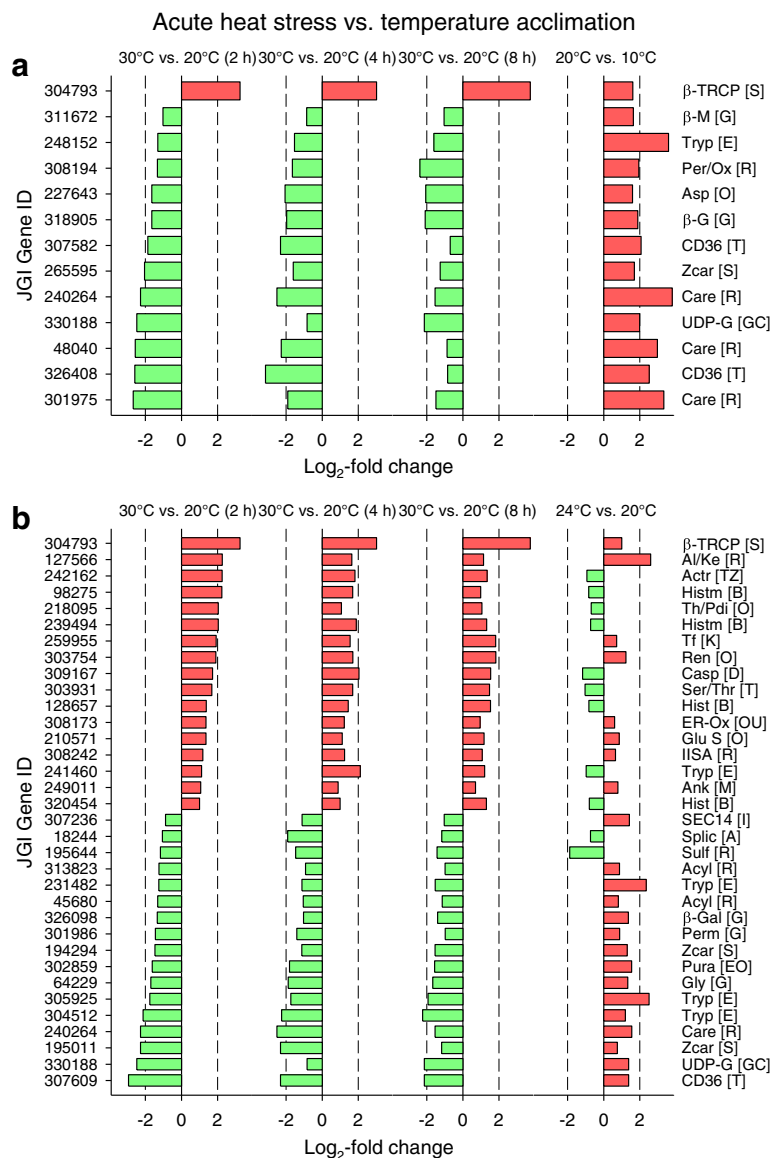 Acute heat stress vs. temperature acclimation
a
30°C vs. 20°C (2 h) 30°C vs. 20°C (4 h) 30°C vs. 20°C (8 h) 20°C vs. 10°C
JGI Gene ID
304793 β-TRCP [S]
311672 β-M [G]
248152 Tryp [E]
308194 Per/Ox [R]
227643 Asp [O]
318905 β-G [G]
307582 CD36 [T]
265595 Zcar [S]
240264 Care [R]
330188 UDP-G [GC]
48040 Care [R]
326408 CD36 [T]
301975 Care [R]
-2 0 2 -2 0 2 -2 0 2 -2 0 2
Log2-fold change
b
30°C vs. 20°C (2 h) 30°C vs. 20°C (4 h) 30°C vs. 20°C (8 h) 24°C vs. 20°C
JGI Gene ID
304793 β-TRCP [S]
127566 Al/Ke [R]
242162 Actr [TZ]
98275 Histm [B]
218095 Th/Pdi [O]
239494 Histm [B]
259955 Tf [K]
303754 Ren [O]
309167 Casp [D]
303931 Ser/Thr [T]
128657 Hist [B]
308173 ER-Ox [OU]
210571 Glu S [O]
308242 IISA [R]
241460 Tryp [E]
249011 Ank [M]
320454 Hist [B]
307236 SEC14 [I]
18244 Splic [A]
195644 Sulf [R]
313823 Acyl [R]
231482 Tryp [E]
45680 Acyl [R]
326098 β-Gal [G]
301986 Perm [G]
194294 Zcar [S]
302859 Pura [EO]
64229 Gly [G]
305925 Tryp [E]
304512 Tryp [E]
240264 Care [R]
195011 Zcar [S]
330188 UDP-G [GC]
307609 CD36 [T]
-2 0 2 -2 0 2 -2 0 2 -2 0 2
Log2-fold change